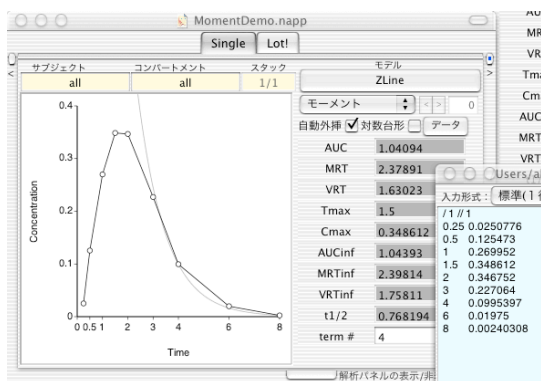 MomentDemo.napp
Single Lot!
サブジェクト コンパートメント スタック モデル
all all 1/1 ZLine
モーメント < > 0
自動外挿 対数台形 データ
AUC 1.04094
MRT 2.37891
VRT 1.63023
Tmax 1.5
Cmax 0.348612
AUCinf 1.04393
MRTinf 2.39814
VRTinf 1.75811
t1/2 0.768194
term # 4
Concentration
0.4
0.3
0.2
0.1
0 0.5 1 2 3 4 6 8
Time
解析パネルの表示/非
MR
VR
Tm
Cm
AUC
MRT
VRT
Users/a
入力形式： 標準(1
/ 1 // 1
0.25 0.0250776
0.5 0.125473
1 0.269952
1.5 0.348612
2 0.346752
3 0.227064
4 0.0995397
6 0.01975
8 0.00240308